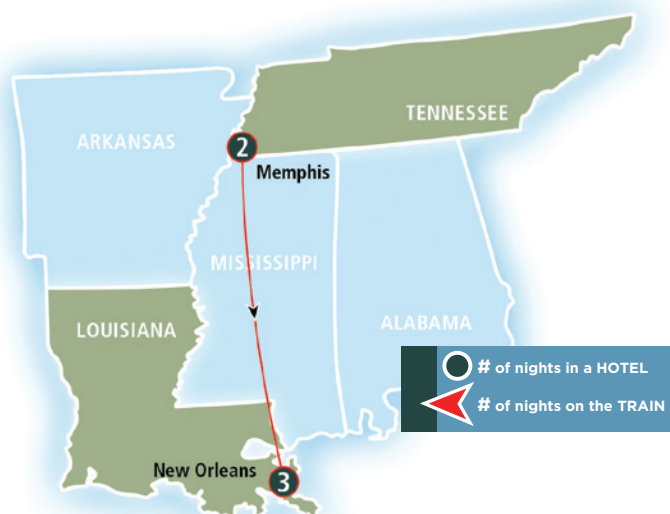 TENNESSEE
ARKANSAS
2
Memphis
MISSISSIPPI
LOUISIANA
ALABAMA
# of nights in a HOTEL
# of nights on the TRAIN
New Orleans
3